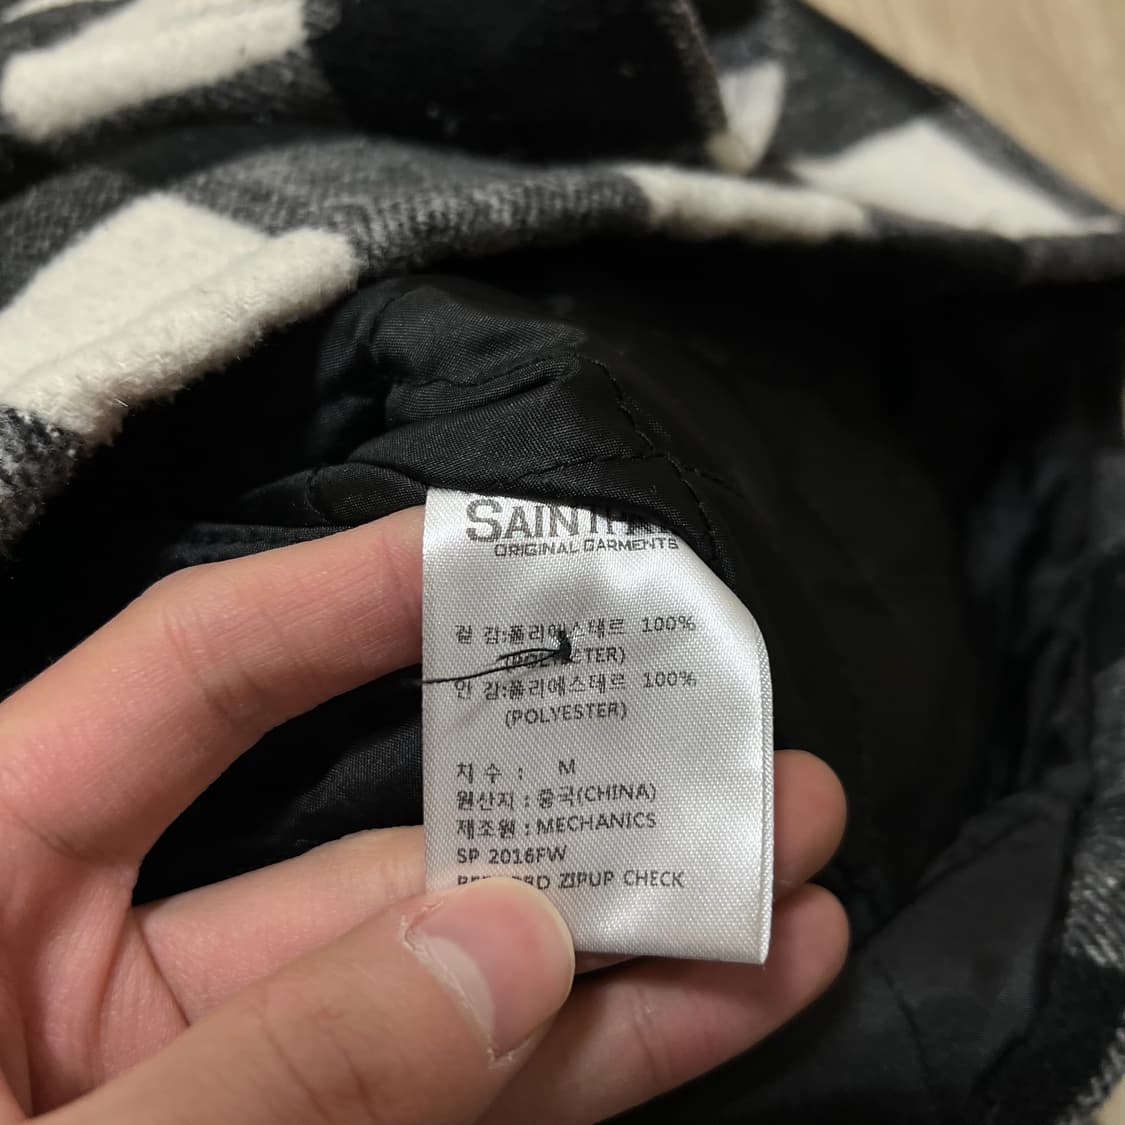 ORIGINAL GARMENTS
겉 감:폴리에스테르 100%
(POLYESTER)
안 감:폴리에스테르 100%
(POLYESTER)
치 수 : M
원산지 : 중국(CHINA)
제조원 : MECHANICS
SP 2016FW
ZIPUP CHECK